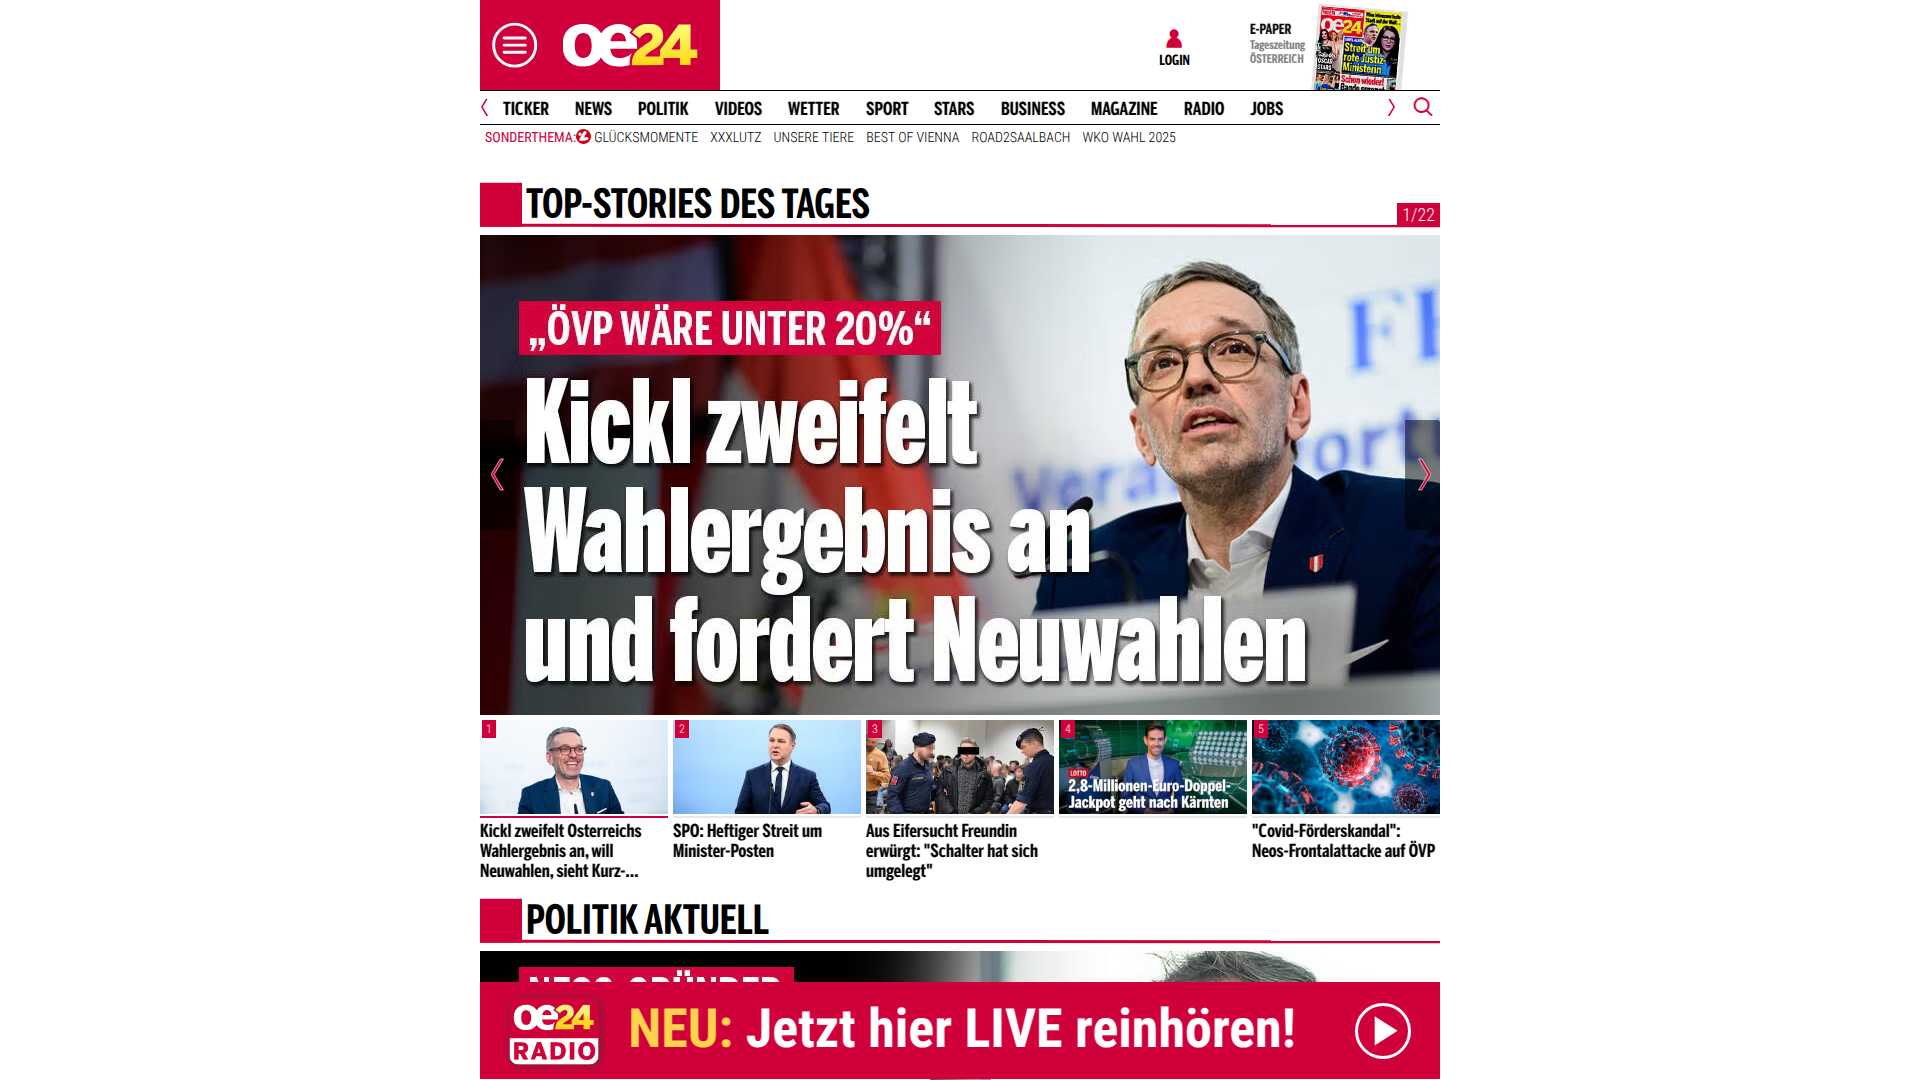 oe24
LOGIN
E-PAPER
Tageszeitung
ÖSTERREICH
oe24
Streit um
rote Justiz-
Ministerin
Schon wieder!
TICKER NEWS POLITIK VIDEOS WETTER SPORT STARS BUSINESS MAGAZINE RADIO JOBS
SONDERTHEMA: GLÜCKSMOMENTE XXXLUTZ UNSERE TIERE BEST OF VIENNA ROAD2SAALBACH WKO WAHL 2025
TOP-STORIES DES TAGES
1/22
„ÖVP WÄRE UNTER 20%“
Kickl zweifelt
Wahlergebnis an
und fordert Neuwahlen
1
2
3
4
5
LOTTO
2,8-Millionen-Euro-Doppel-
Jackpot geht nach Kärnten
Kickl zweifelt Österreichs
Wahlergebnis an, will
Neuwahlen, sieht Kurz-...
SPÖ: Heftiger Streit um
Minister-Posten
Aus Eifersucht Freundin
erwürgt: "Schalter hat sich
umgelegt"
"Covid-Förderskandal":
Neos-Frontalattacke auf ÖVP
POLITIK AKTUELL
NEOS-GRÜNDER
oe24
RADIO
NEU: Jetzt hier LIVE reinhören!